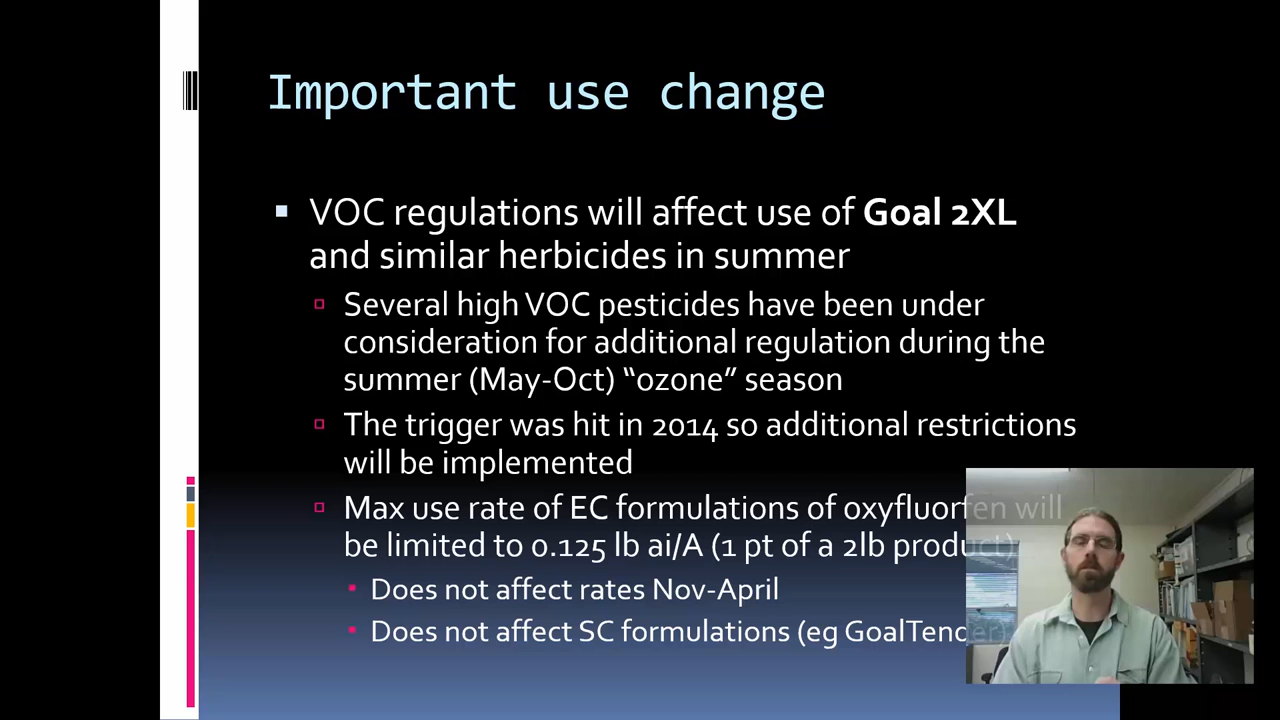 Important use change
VOC regulations will affect use of Goal 2XL
and similar herbicides in summer
Several high VOC pesticides have been under
consideration for additional regulation during the
summer (May-Oct) “ozone” season
The trigger was hit in 2014 so additional restrictions
will be implemented
Max use rate of EC formulations of oxyfluorfen will
be limited to 0.125 lb ai/A (1 pt of a 2lb product)
Does not affect rates Nov-April
Does not affect SC formulations (eg GoalTender)